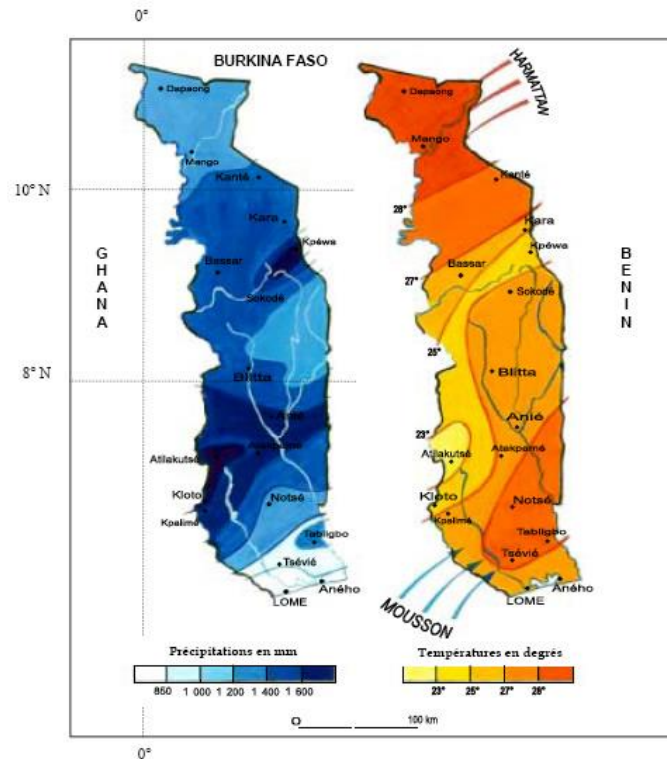 0°
BURKINA FASO
HARMATTAN
Dapaong
Mango
Kanté
Kara
Kpéwa
Bassar
Sokodé
Blitta
Anié
Atakpamé
Atilakutsé
Kloto
Kpalimé
Notsé
Tabligbo
Tsévié
Aného
LOME
10° N
8° N
GHANA
BENIN
Dapaong
Mango
Kanté
28°
Kara
Kpéwa
Bassar
27°
Sokodé
25°
Blitta
Anié
23°
Atilakutsé
Atakpamé
Kloto
Kpalimé
Notsé
Tabligbo
Tsévié
Aného
LOME
MOUSSON
Précipitations en mm
850 1 000 1 200 1 400 1 600
Températures en degrés
23° 25° 27° 28°
O 100 km
0°